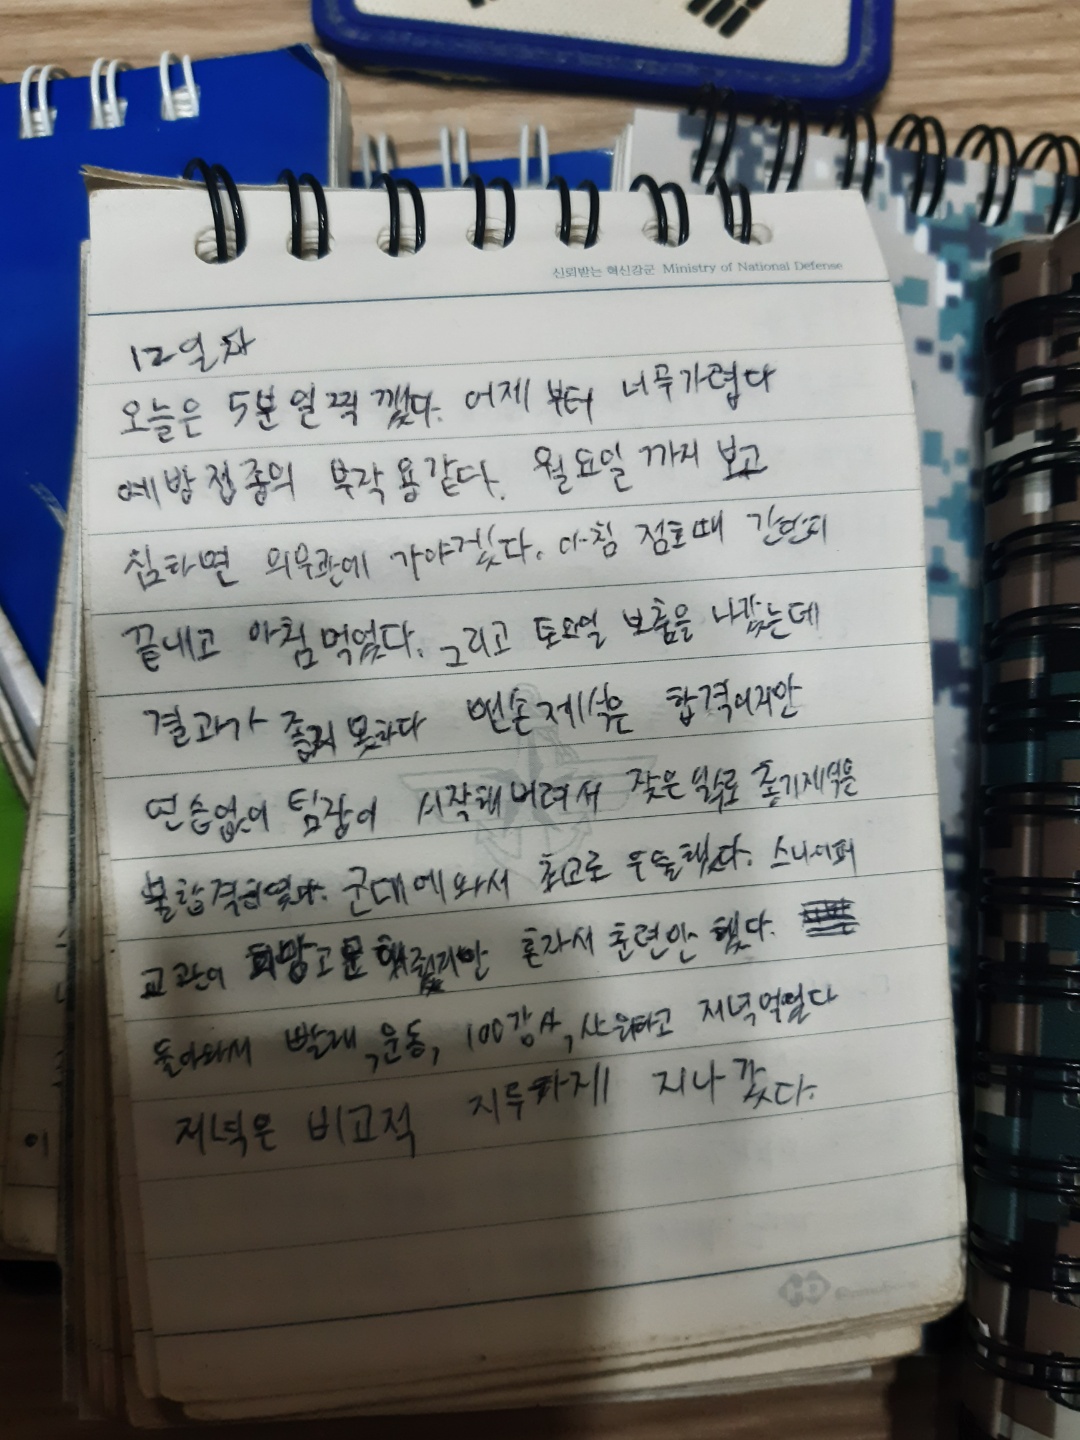 신뢰받는 혁신강군 Ministry of National Defense
12일차
오늘은 5분 일찍 깼다. 어제 부터 너무가렵다
예방접종의 부작용같다. 월요일 까지 보고
심하면 의무관에 가야겠다. 아침 점호때 간단히
끝내고 아침먹었다. 그리고 토요일 보충을 나갔는데
결과가 좋지 못하다 맨손제식은 합격이지만
연습없이 팀장이 시작해버려서 잦은 실수로 총기제식은
불합격하였다. 군대에와서 최고로 우울했다. 스나이퍼
교관이 희망고문 해줬지만 혼자서 훈련안 했다.
돌아와서 빨래, 운동, 100감사, 샤워하고 저녁먹었다
저녁은 비교적 지루하게 지나갔다.
이